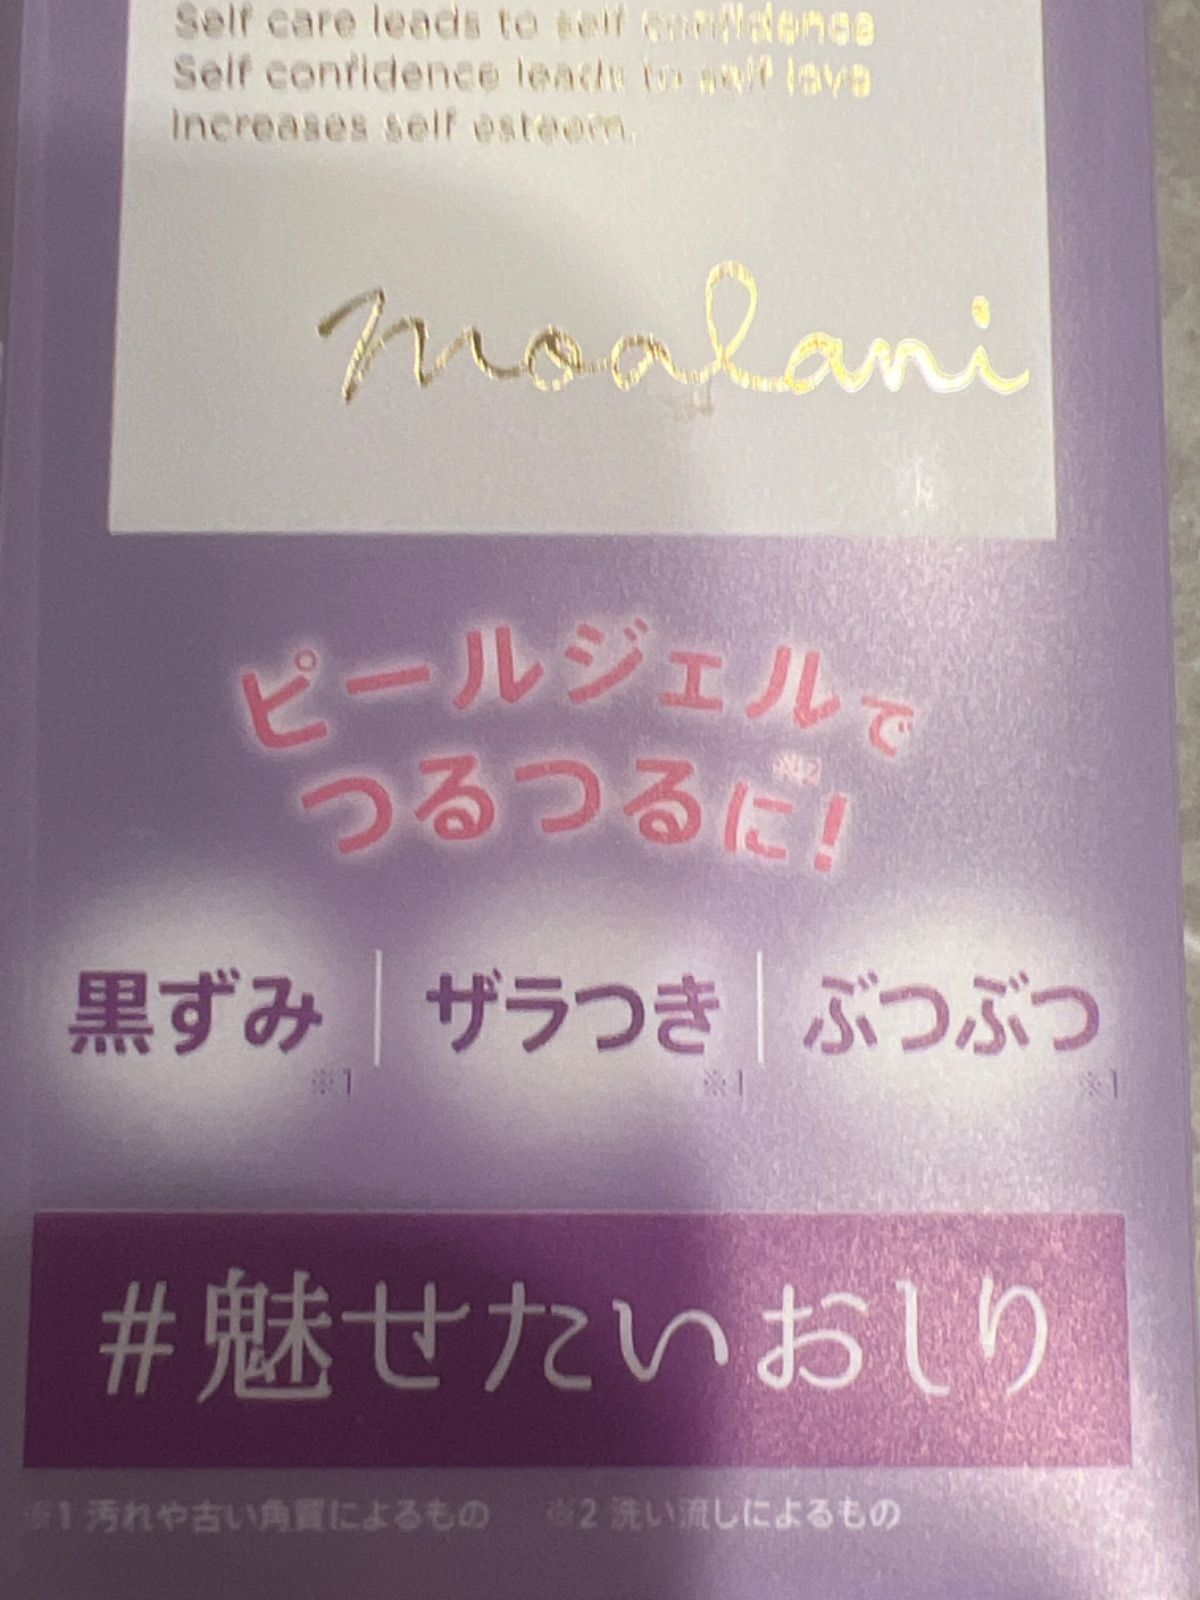 Self care leads to self confidence
Self confidence leads to self love
increases self esteem.
moalani
ピールジェルで
つるつるに!※2
黒ずみ※1 ザラつき※1 ぶつぶつ※1
#魅せたいおしり
※1 汚れや古い角質によるもの ※2 洗い流しによるもの